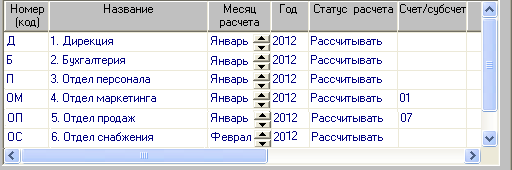 Номер (код) Название Месяц расчета Год Статус расчета Счет/субсчет
Д 1. Дирекция Январь 2012 Рассчитывать
Б 2. Бухгалтерия Январь 2012 Рассчитывать
П 3. Отдел персонала Январь 2012 Рассчитывать
ОМ 4. Отдел маркетинга Январь 2012 Рассчитывать 01
ОП 5. Отдел продаж Январь 2012 Рассчитывать 07
ОС 6. Отдел снабжения Феврал 2012 Рассчитывать